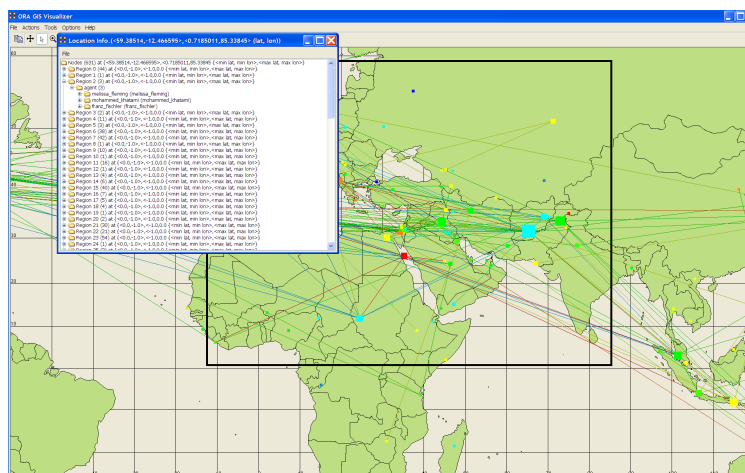 ORA GIS Visualizer
File Actions Tools Options Help
Location Info.(<59.38514,-12.466595>,<0.7185011,85.33845> (lat, lon))
File
Nodes (931) at (<59.38514,-12.466595>,<0.7185011,85.33845 (<min lat, min lon>,<max lat, max lon>)
Region 0 (44) at (<0.0,-1.0>,<-1.0,0.0 (<min lat, min lon>,<max lat, max lon>)
Region 1 (1) at (<0.0,-1.0>,<-1.0,0.0 (<min lat, min lon>,<max lat, max lon>)
Region 2 (3) at (<0.0,-1.0>,<-1.0,0.0 (<min lat, min lon>,<max lat, max lon>)
agent (3)
melissa_fleming (melissa_fleming)
mohammed_khatami (mohammed_khatami)
franz_fischler (franz_fischler)
Region 3 (2) at (<0.0,-1.0>,<-1.0,0.0 (<min lat, min lon>,<max lat, max lon>)
Region 4 (11) at (<0.0,-1.0>,<-1.0,0.0 (<min lat, min lon>,<max lat, max lon>)
Region 5 (3) at (<0.0,-1.0>,<-1.0,0.0 (<min lat, min lon>,<max lat, max lon>)
Region 6 (38) at (<0.0,-1.0>,<-1.0,0.0 (<min lat, min lon>,<max lat, max lon>)
Region 7 (42) at (<0.0,-1.0>,<-1.0,0.0 (<min lat, min lon>,<max lat, max lon>)
Region 8 (1) at (<0.0,-1.0>,<-1.0,0.0 (<min lat, min lon>,<max lat, max lon>)
Region 9 (10) at (<0.0,-1.0>,<-1.0,0.0 (<min lat, min lon>,<max lat, max lon>)
Region 10 (1) at (<0.0,-1.0>,<-1.0,0.0 (<min lat, min lon>,<max lat, max lon>)
Region 11 (16) at (<0.0,-1.0>,<-1.0,0.0 (<min lat, min lon>,<max lat, max lon>)
Region 12 (1) at (<0.0,-1.0>,<-1.0,0.0 (<min lat, min lon>,<max lat, max lon>)
Region 13 (4) at (<0.0,-1.0>,<-1.0,0.0 (<min lat, min lon>,<max lat, max lon>)
Region 14 (5) at (<0.0,-1.0>,<-1.0,0.0 (<min lat, min lon>,<max lat, max lon>)
Region 15 (40) at (<0.0,-1.0>,<-1.0,0.0 (<min lat, min lon>,<max lat, max lon>)
Region 16 (7) at (<0.0,-1.0>,<-1.0,0.0 (<min lat, min lon>,<max lat, max lon>)
Region 17 (5) at (<0.0,-1.0>,<-1.0,0.0 (<min lat, min lon>,<max lat, max lon>)
Region 18 (4) at (<0.0,-1.0>,<-1.0,0.0 (<min lat, min lon>,<max lat, max lon>)
Region 19 (1) at (<0.0,-1.0>,<-1.0,0.0 (<min lat, min lon>,<max lat, max lon>)
Region 20 (2) at (<0.0,-1.0>,<-1.0,0.0 (<min lat, min lon>,<max lat, max lon>)
Region 21 (30) at (<0.0,-1.0>,<-1.0,0.0 (<min lat, min lon>,<max lat, max lon>)
Region 22 (21) at (<0.0,-1.0>,<-1.0,0.0 (<min lat, min lon>,<max lat, max lon>)
Region 23 (94) at (<0.0,-1.0>,<-1.0,0.0 (<min lat, min lon>,<max lat, max lon>)
Region 24 (1) at (<0.0,-1.0>,<-1.0,0.0 (<min lat, min lon>,<max lat, max lon>)
60
40
30
20
10